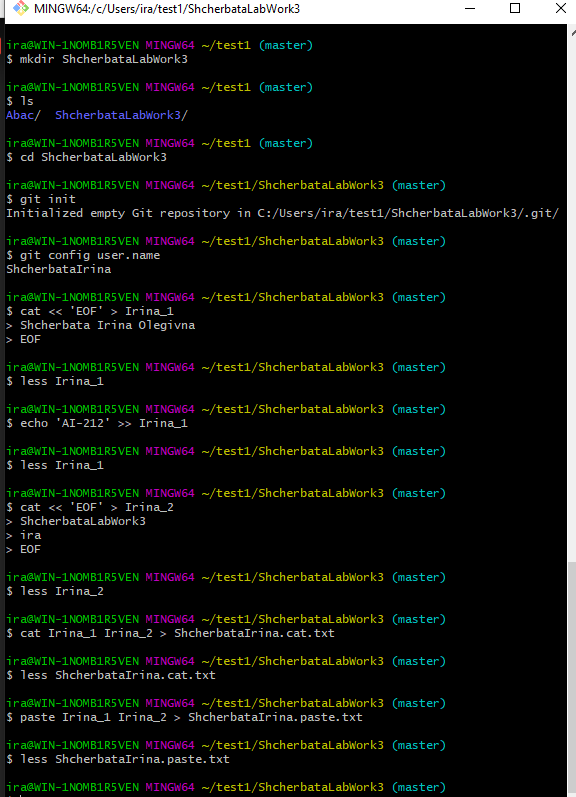 MINGW64:/c/Users/ira/test1/ShcherbataLabWork3
ira@WIN-1NOMB1R5VEN MINGW64 ~/test1 (master)
$ mkdir ShcherbataLabWork3
ira@WIN-1NOMB1R5VEN MINGW64 ~/test1 (master)
$ ls
Abac/  ShcherbataLabWork3/
ira@WIN-1NOMB1R5VEN MINGW64 ~/test1 (master)
$ cd ShcherbataLabWork3
ira@WIN-1NOMB1R5VEN MINGW64 ~/test1/ShcherbataLabWork3 (master)
$ git init
Initialized empty Git repository in C:/Users/ira/test1/ShcherbataLabWork3/.git/
ira@WIN-1NOMB1R5VEN MINGW64 ~/test1/ShcherbataLabWork3 (master)
$ git config user.name
ShcherbataIrina
ira@WIN-1NOMB1R5VEN MINGW64 ~/test1/ShcherbataLabWork3 (master)
$ cat << 'EOF' > Irina_1
> Shcherbata Irina Olegivna
> EOF
ira@WIN-1NOMB1R5VEN MINGW64 ~/test1/ShcherbataLabWork3 (master)
$ less Irina_1
ira@WIN-1NOMB1R5VEN MINGW64 ~/test1/ShcherbataLabWork3 (master)
$ echo 'AI-212' >> Irina_1
ira@WIN-1NOMB1R5VEN MINGW64 ~/test1/ShcherbataLabWork3 (master)
$ less Irina_1
ira@WIN-1NOMB1R5VEN MINGW64 ~/test1/ShcherbataLabWork3 (master)
$ cat << 'EOF' > Irina_2
> ShcherbataLabWork3
> ira
> EOF
ira@WIN-1NOMB1R5VEN MINGW64 ~/test1/ShcherbataLabWork3 (master)
$ less Irina_2
ira@WIN-1NOMB1R5VEN MINGW64 ~/test1/ShcherbataLabWork3 (master)
$ cat Irina_1 Irina_2 > ShcherbataIrina.cat.txt
ira@WIN-1NOMB1R5VEN MINGW64 ~/test1/ShcherbataLabWork3 (master)
$ less ShcherbataIrina.cat.txt
ira@WIN-1NOMB1R5VEN MINGW64 ~/test1/ShcherbataLabWork3 (master)
$ paste Irina_1 Irina_2 > ShcherbataIrina.paste.txt
ira@WIN-1NOMB1R5VEN MINGW64 ~/test1/ShcherbataLabWork3 (master)
$ less ShcherbataIrina.paste.txt
ira@WIN-1NOMB1R5VEN MINGW64 ~/test1/ShcherbataLabWork3 (master)